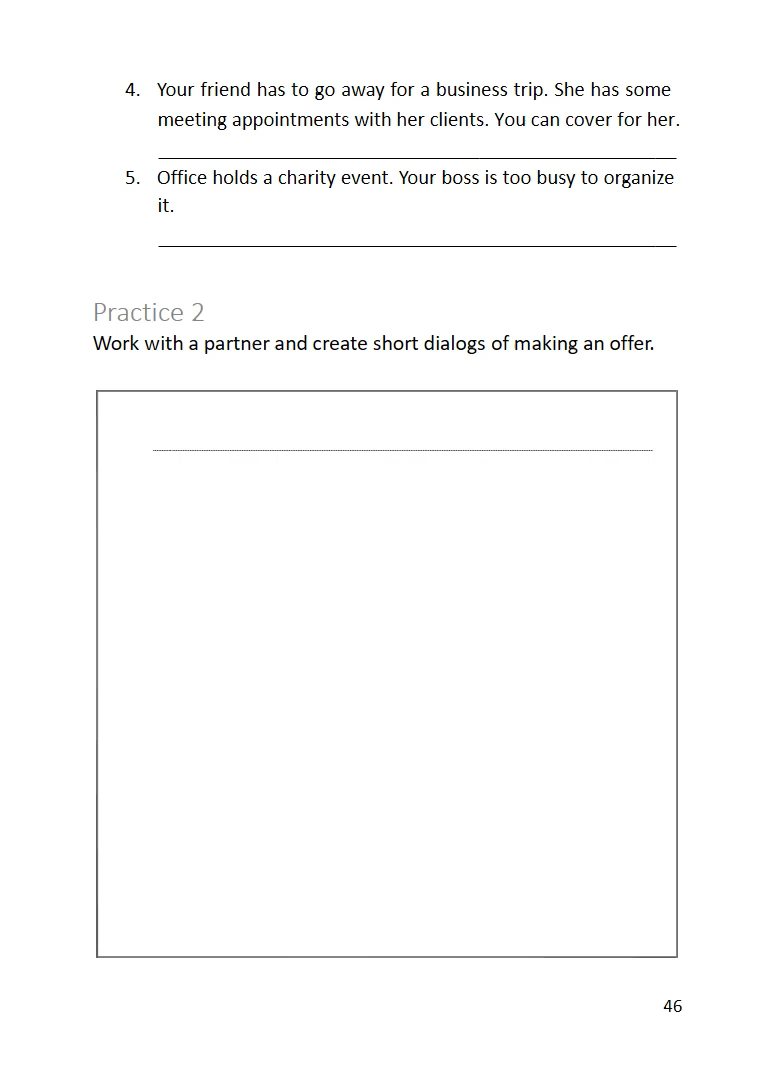 4. Your friend has to go away for a business trip. She has some
meeting appointments with her clients. You can cover for her.
5. Office holds a charity event. Your boss is too busy to organize
it.
Practice 2
Work with a partner and create short dialogs of making an offer.
46